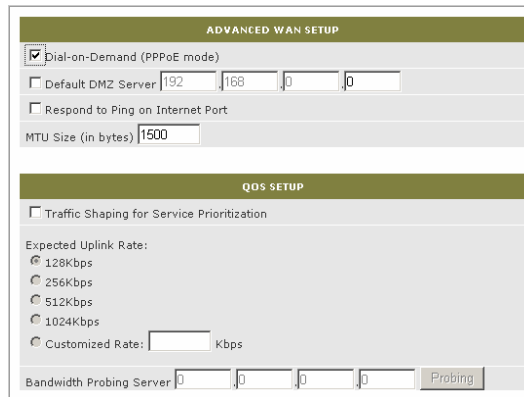 ADVANCED WAN SETUP
Dial-on-Demand (PPPoE mode)
Default DMZ Server 192 .168 .0 .0
Respond to Ping on Internet Port
MTU Size (in bytes) 1500
QOS SETUP
Traffic Shaping for Service Prioritization
Expected Uplink Rate:
128Kbps
256Kbps
512Kbps
1024Kbps
Customized Rate: Kbps
Bandwidth Probing Server 0 .0 .0 .0 Probing